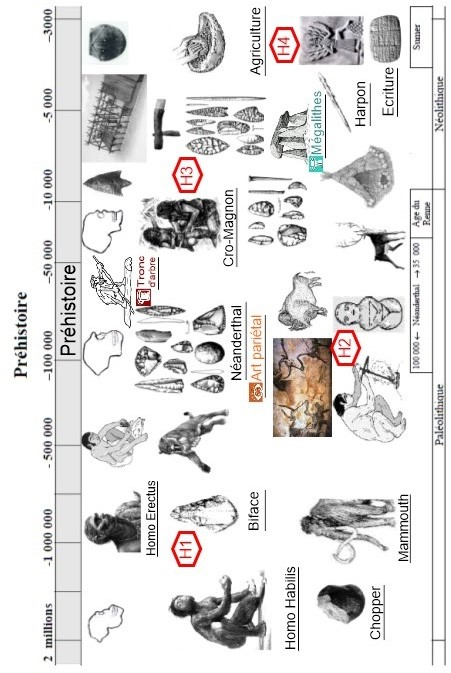 Préhistoire
2 millions
-1 000 000
- 500 000
-100 000
-50 000
-10 000
-5 000
-3000
Préhistoire
Homo Erectus
H1
Biface
Homo Habilis
Chopper
Mammouth
Tronc
d'arbre
Néanderthal
Art pariétal
H2
Cro-Magnon
H3
Mégalithes
Harpon
Agriculture
H4
Ecriture
100 000 ← Néanderthal → 35 000
Age du
Renne
Sumer
Paléolithique
Néolithique